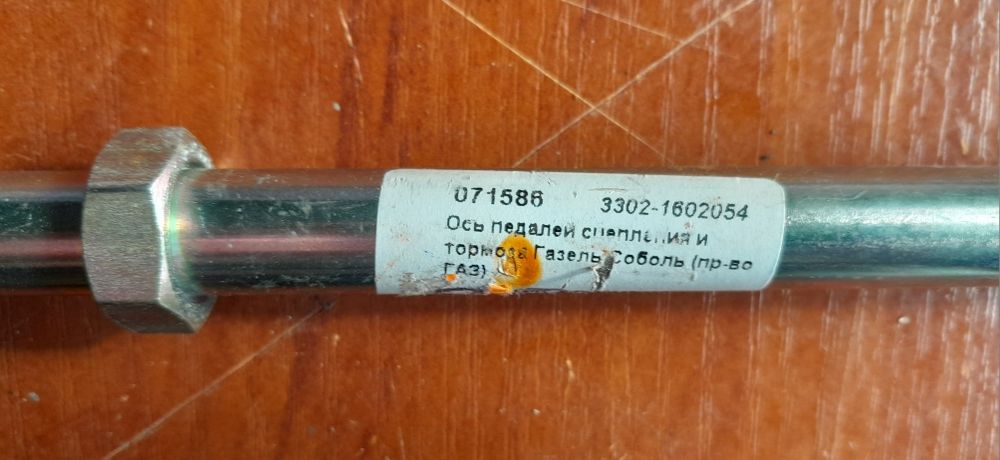 071586 3302-1602054
Ось педалей сцепления и
тормоза Газель, Соболь (пр-во
ГАЗ)